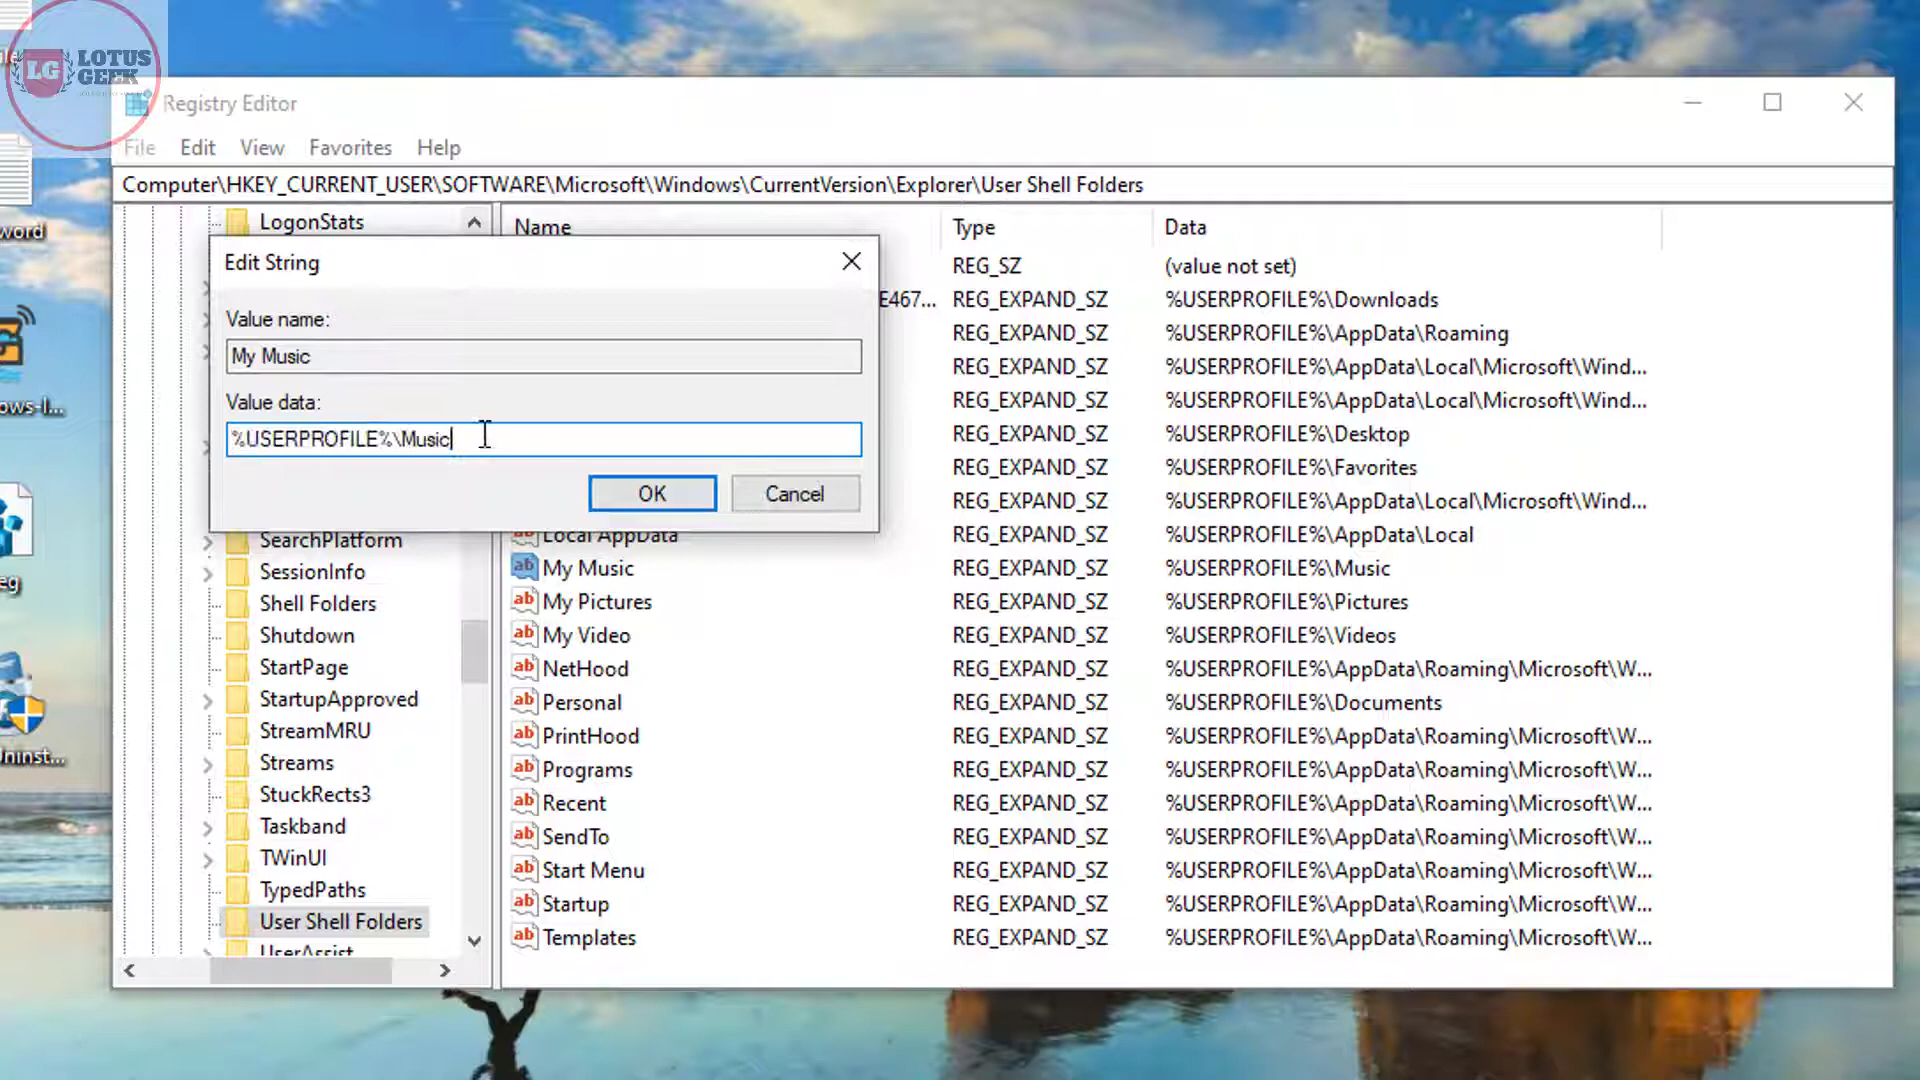 LOTUS
GEEK
LG
Registry Editor
File Edit View Favorites Help
Computer\HKEY_CURRENT_USER\SOFTWARE\Microsoft\Windows\CurrentVersion\Explorer\User Shell Folders
LogonStats
Name Type Data
Edit String
Value name:
My Music
Value data:
%USERPROFILE%\Music
OK Cancel
REG_SZ (value not set)
E467... REG_EXPAND_SZ %USERPROFILE%\Downloads
REG_EXPAND_SZ %USERPROFILE%\AppData\Roaming
REG_EXPAND_SZ %USERPROFILE%\AppData\Local\Microsoft\Wind...
REG_EXPAND_SZ %USERPROFILE%\AppData\Local\Microsoft\Wind...
REG_EXPAND_SZ %USERPROFILE%\Desktop
REG_EXPAND_SZ %USERPROFILE%\Favorites
REG_EXPAND_SZ %USERPROFILE%\AppData\Local\Microsoft\Wind...
Local AppData REG_EXPAND_SZ %USERPROFILE%\AppData\Local
My Music REG_EXPAND_SZ %USERPROFILE%\Music
My Pictures REG_EXPAND_SZ %USERPROFILE%\Pictures
My Video REG_EXPAND_SZ %USERPROFILE%\Videos
NetHood REG_EXPAND_SZ %USERPROFILE%\AppData\Roaming\Microsoft\W...
Personal REG_EXPAND_SZ %USERPROFILE%\Documents
PrintHood REG_EXPAND_SZ %USERPROFILE%\AppData\Roaming\Microsoft\W...
Programs REG_EXPAND_SZ %USERPROFILE%\AppData\Roaming\Microsoft\W...
Recent REG_EXPAND_SZ %USERPROFILE%\AppData\Roaming\Microsoft\W...
SendTo REG_EXPAND_SZ %USERPROFILE%\AppData\Roaming\Microsoft\W...
Start Menu REG_EXPAND_SZ %USERPROFILE%\AppData\Roaming\Microsoft\W...
Startup REG_EXPAND_SZ %USERPROFILE%\AppData\Roaming\Microsoft\W...
Templates REG_EXPAND_SZ %USERPROFILE%\AppData\Roaming\Microsoft\W...
SearchPlatform
SessionInfo
Shell Folders
Shutdown
StartPage
StartupApproved
StreamMRU
Streams
StuckRects3
Taskband
TWinUI
TypedPaths
User Shell Folders
UserAssist
word
ows-I...
eg
Uninst...